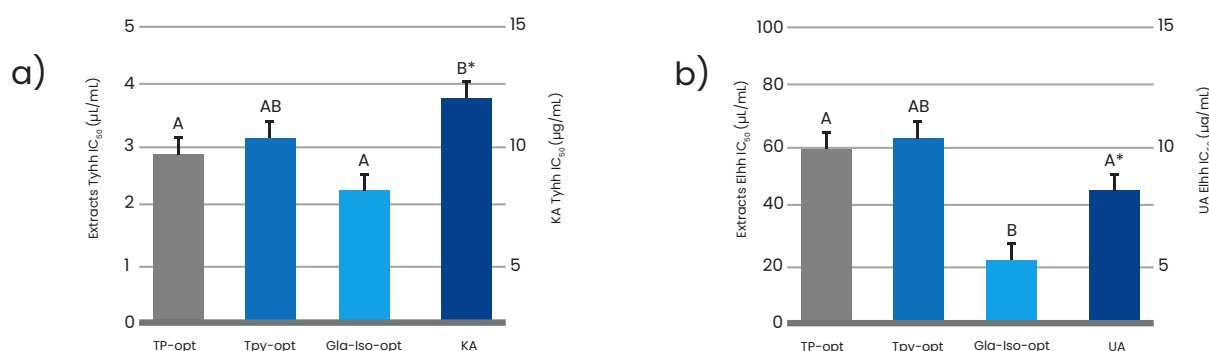 a)
Extracts Tyhh IC₅₀ (µL/mL)
5
4
3
2
1
0
A
AB
A
B*
15
10
5
KA Tyhh IC₅₀ (µg/mL)
TP-opt Tpy-opt Gla-Iso-opt KA
b)
Extracts Elhh IC₅₀ (µL/mL)
100
80
60
40
20
0
A
AB
B
A*
15
10
5
UA Elhh IC₅₀ (µg/mL)
TP-opt Tpy-opt Gla-Iso-opt UA